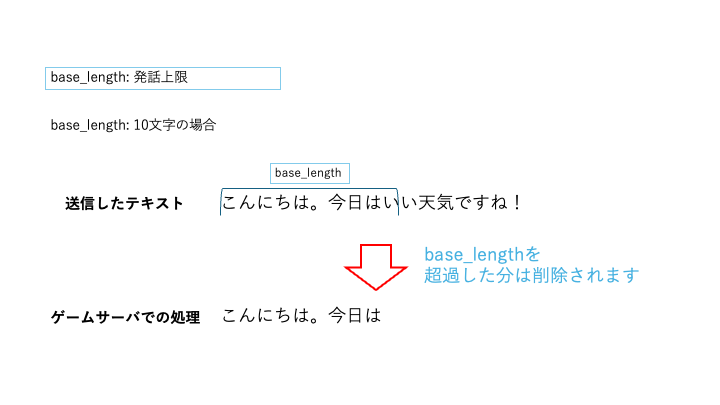 base_length: 発話上限
base_length: 10文字の場合
base_length
送信したテキスト こんにちは。今日はいい天気ですね！
base_lengthを
超過した分は削除されます
ゲームサーバでの処理 こんにちは。今日は